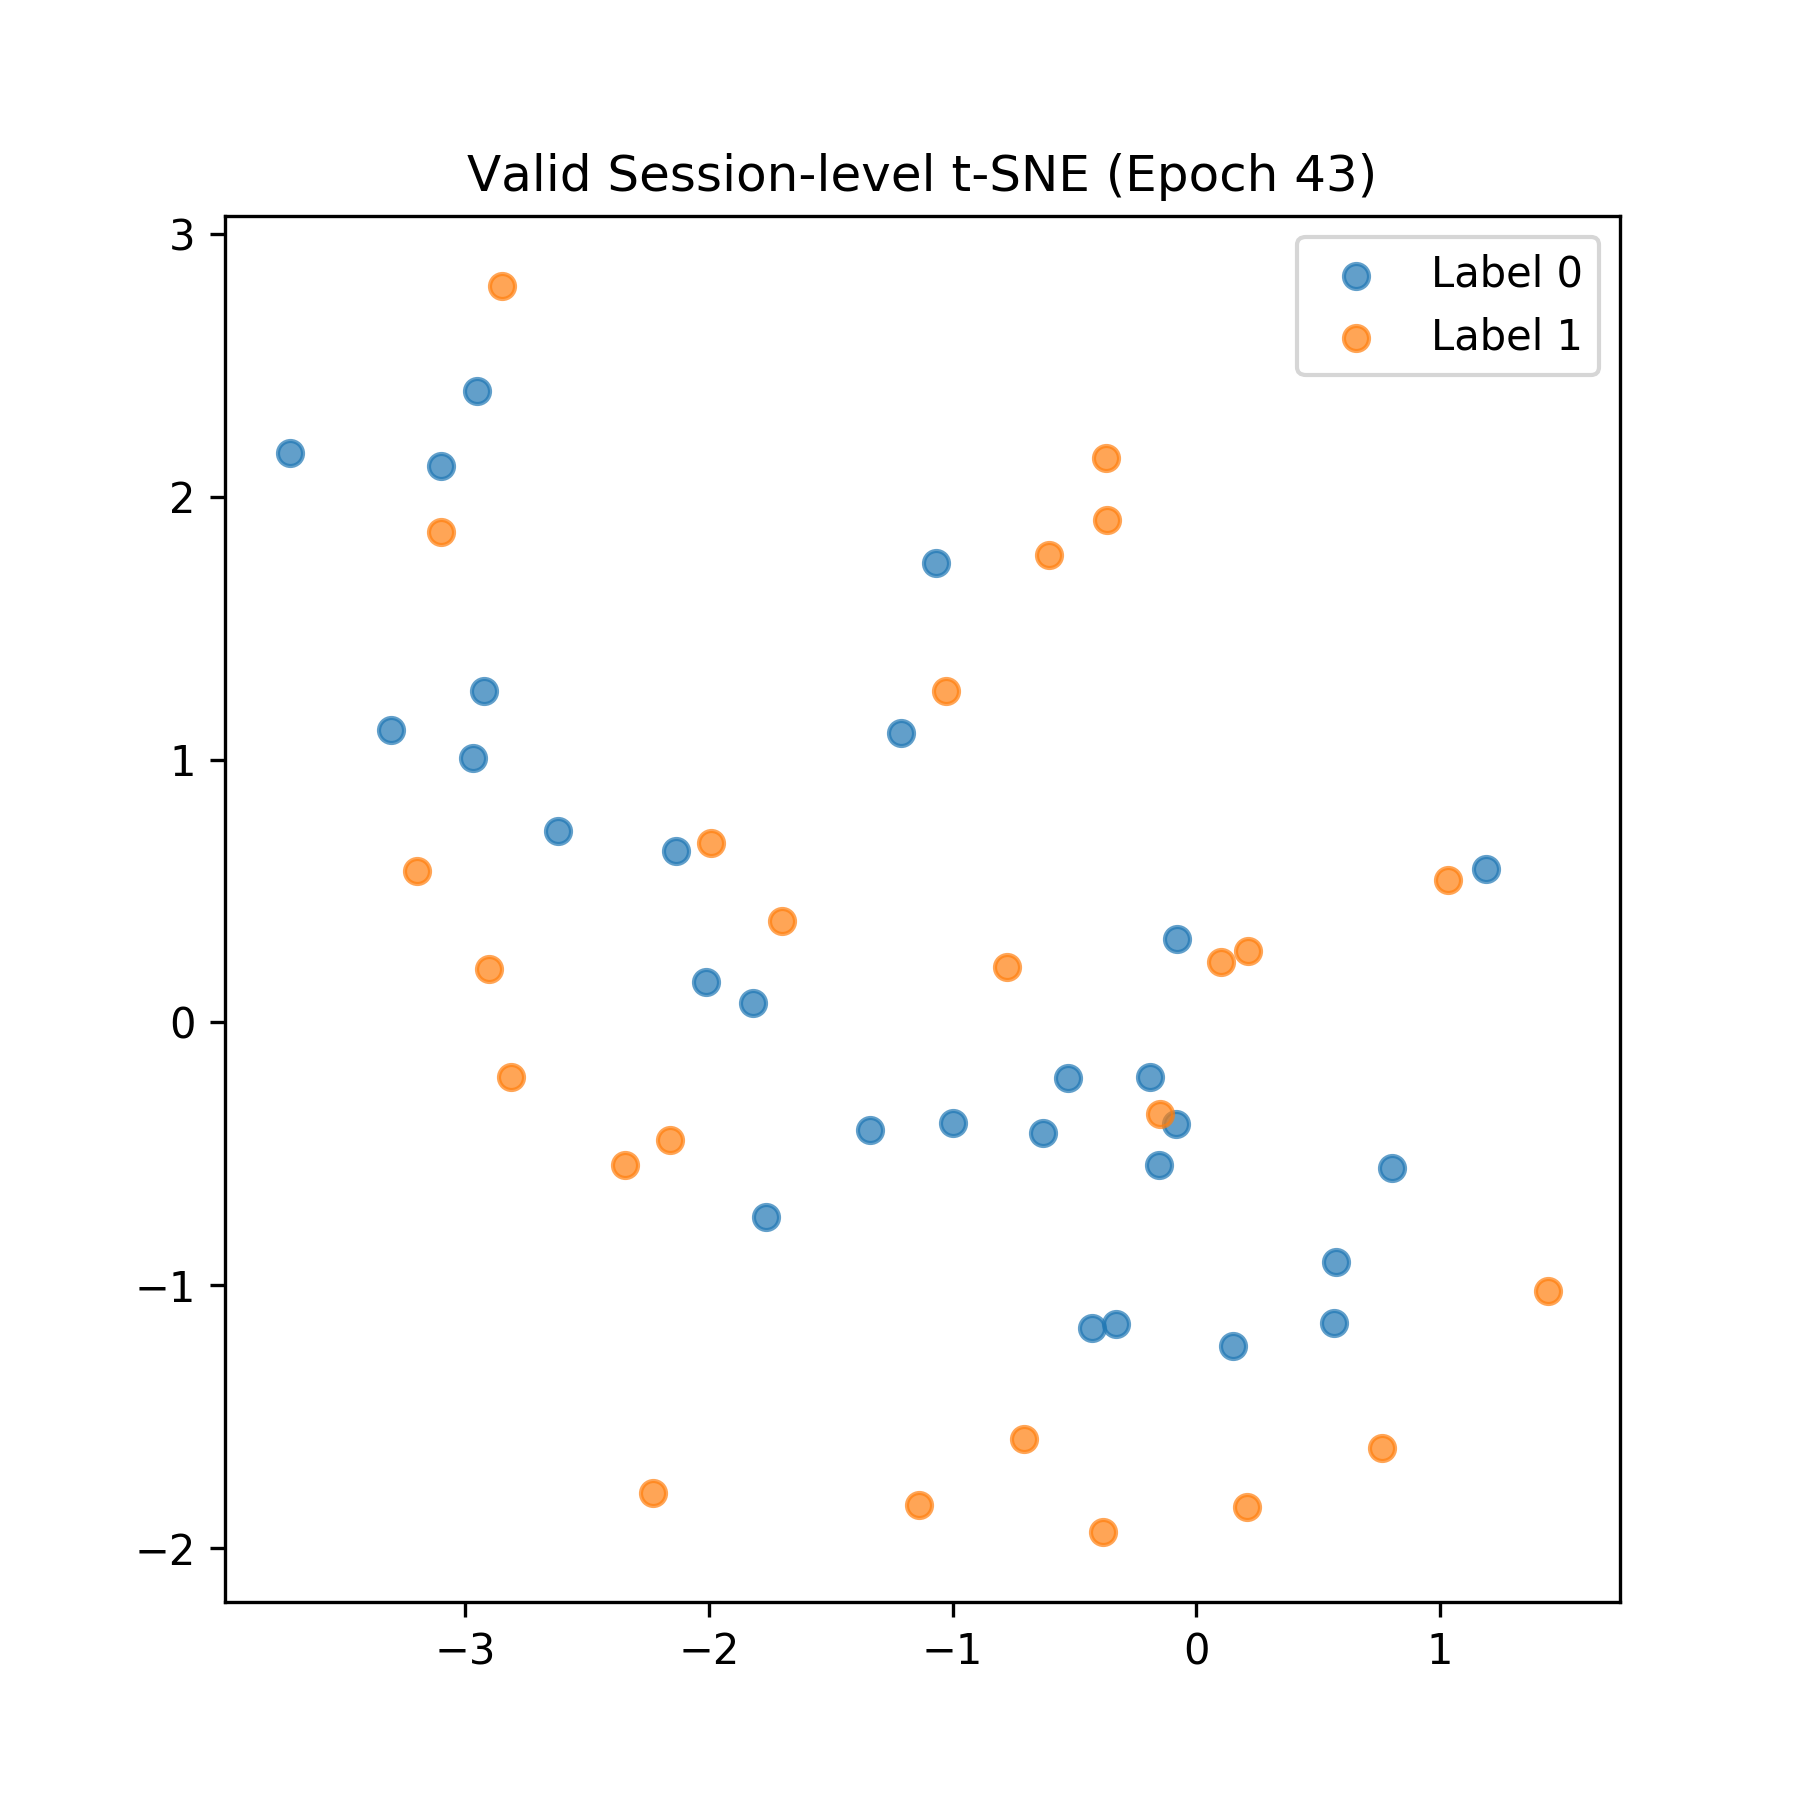 Valid Session-level t-SNE (Epoch 43)
Label 0
Label 1
3
2
1
0
−1
−2
−3 −2 −1 0 1